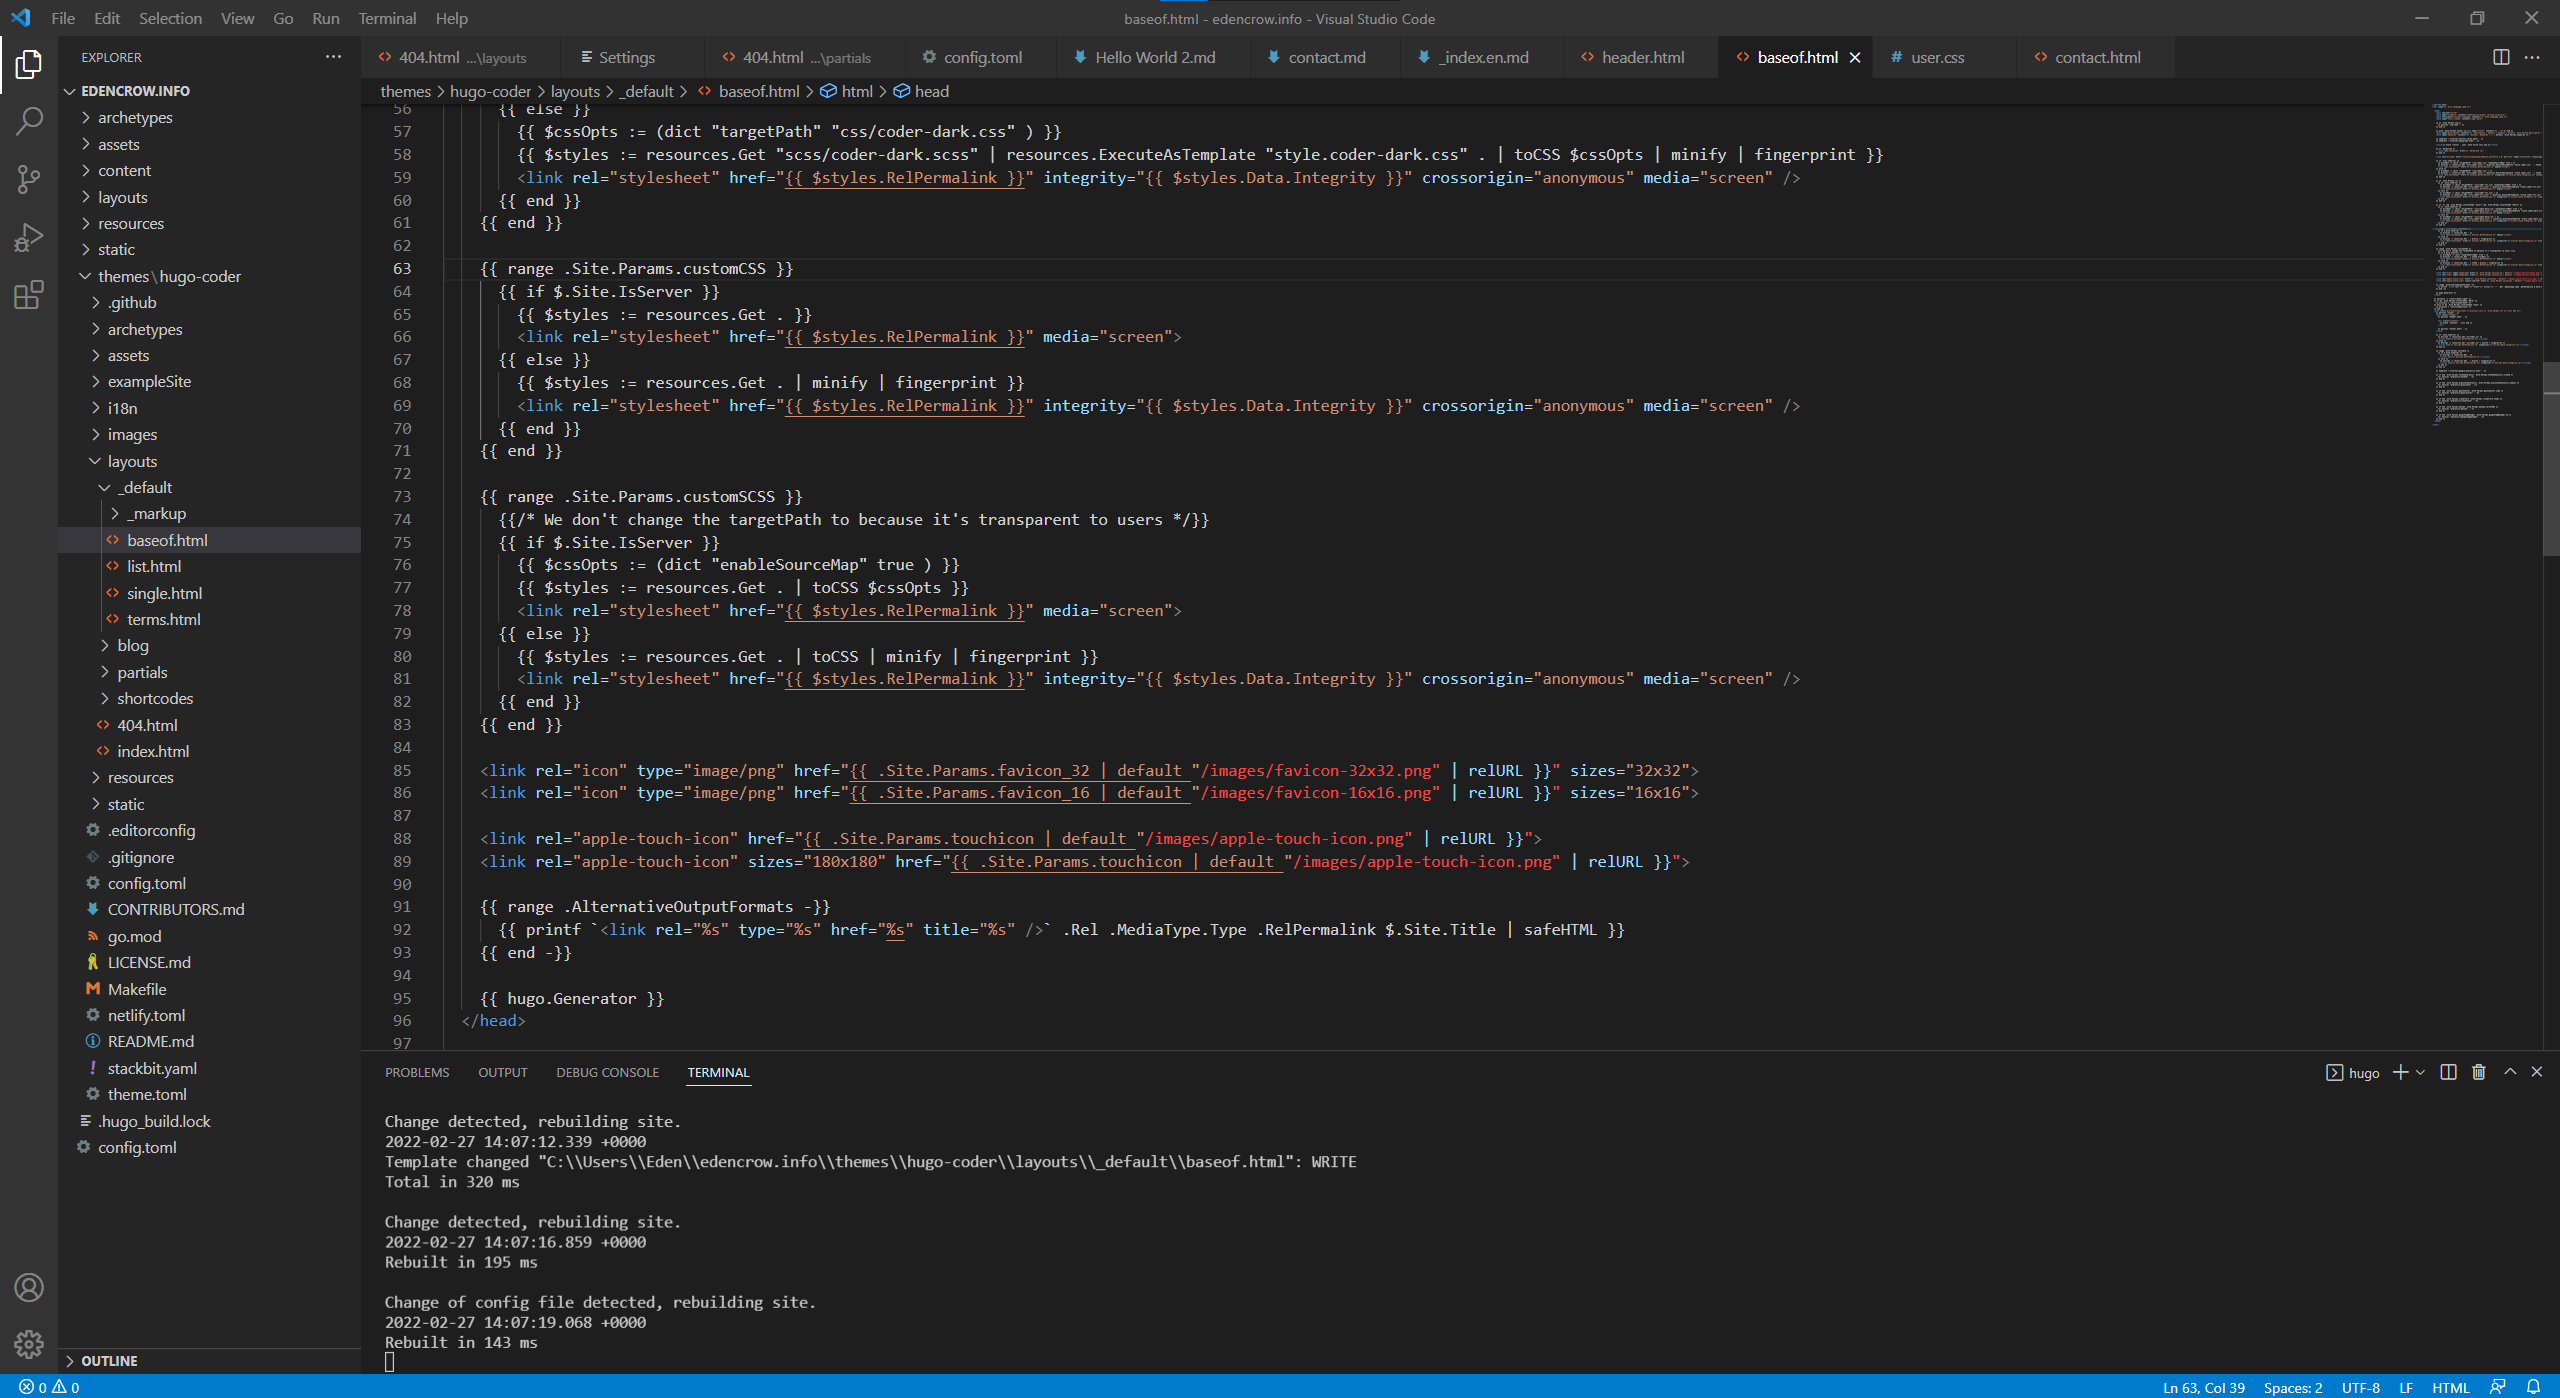 File Edit Selection View Go Run Terminal Help
baseof.html - edencrow.info - Visual Studio Code
EXPLORER
404.html ...\layouts
Settings
404.html ...\partials
config.toml
Hello World 2.md
contact.md
_index.en.md
header.html
baseof.html
# user.css
contact.html
themes > hugo-coder > layouts > _default > baseof.html > html > head
EDENCROW.INFO
archetypes
assets
content
layouts
resources
static
themes\hugo-coder
.github
archetypes
assets
exampleSite
i18n
images
layouts
_default
_markup
baseof.html
list.html
single.html
terms.html
blog
partials
shortcodes
404.html
index.html
resources
static
.editorconfig
.gitignore
config.toml
CONTRIBUTORS.md
go.mod
LICENSE.md
Makefile
netlify.toml
README.md
stackbit.yaml
theme.toml
.hugo_build.lock
config.toml
OUTLINE
56 {{ else }}
57 {{ $cssOpts := (dict "targetPath" "css/coder-dark.css" ) }}
58 {{ $styles := resources.Get "scss/coder-dark.scss" | resources.ExecuteAsTemplate "style.coder-dark.css" . | toCSS $cssOpts | minify | fingerprint }}
59 <link rel="stylesheet" href="{{ $styles.RelPermalink }}" integrity="{{ $styles.Data.Integrity }}" crossorigin="anonymous" media="screen" />
60 {{ end }}
61 {{ end }}
62
63 {{ range .Site.Params.customCSS }}
64 {{ if $.Site.IsServer }}
65 {{ $styles := resources.Get . }}
66 <link rel="stylesheet" href="{{ $styles.RelPermalink }}" media="screen">
67 {{ else }}
68 {{ $styles := resources.Get . | minify | fingerprint }}
69 <link rel="stylesheet" href="{{ $styles.RelPermalink }}" integrity="{{ $styles.Data.Integrity }}" crossorigin="anonymous" media="screen" />
70 {{ end }}
71 {{ end }}
72
73 {{ range .Site.Params.customSCSS }}
74 {{/* We don't change the targetPath to because it's transparent to users */}}
75 {{ if $.Site.IsServer }}
76 {{ $cssOpts := (dict "enableSourceMap" true ) }}
77 {{ $styles := resources.Get . | toCSS $cssOpts }}
78 <link rel="stylesheet" href="{{ $styles.RelPermalink }}" media="screen">
79 {{ else }}
80 {{ $styles := resources.Get . | toCSS | minify | fingerprint }}
81 <link rel="stylesheet" href="{{ $styles.RelPermalink }}" integrity="{{ $styles.Data.Integrity }}" crossorigin="anonymous" media="screen" />
82 {{ end }}
83 {{ end }}
84
85 <link rel="icon" type="image/png" href="{{ .Site.Params.favicon_32 | default "/images/favicon-32x32.png" | relURL }}" sizes="32x32">
86 <link rel="icon" type="image/png" href="{{ .Site.Params.favicon_16 | default "/images/favicon-16x16.png" | relURL }}" sizes="16x16">
87
88 <link rel="apple-touch-icon" href="{{ .Site.Params.touchicon | default "/images/apple-touch-icon.png" | relURL }}">
89 <link rel="apple-touch-icon" sizes="180x180" href="{{ .Site.Params.touchicon | default "/images/apple-touch-icon.png" | relURL }}">
90
91 {{ range .AlternativeOutputFormats -}}
92 {{ printf `<link rel="%s" type="%s" href="%s" title="%s" />` .Rel .MediaType.Type .RelPermalink $.Site.Title | safeHTML }}
93 {{ end -}}
94
95 {{ hugo.Generator }}
96 </head>
97
PROBLEMS OUTPUT DEBUG CONSOLE TERMINAL
hugo
Change detected, rebuilding site.
2022-02-27 14:07:12.339 +0000
Template changed "C:\\Users\\Eden\\edencrow.info\\themes\\hugo-coder\\layouts\\_default\\baseof.html": WRITE
Total in 320 ms
Change detected, rebuilding site.
2022-02-27 14:07:16.859 +0000
Rebuilt in 195 ms
Change of config file detected, rebuilding site.
2022-02-27 14:07:19.068 +0000
Rebuilt in 143 ms
0 0
Ln 63, Col 39 Spaces: 2 UTF-8 LF HTML